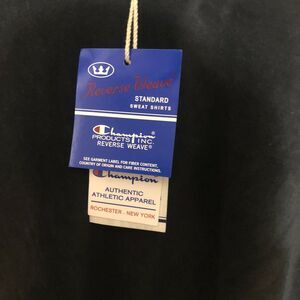 Reverse Weave
STANDARD
SWEAT SHIRTS
Champion
PRODUCTS INC.
REVERSE WEAVE®
SEE GARMENT LABEL FOR FIBER CONTENT,
COUNTRY OF ORIGIN AND CARE INSTRUCTIONS.
Champion
AUTHENTIC
ATHLETIC APPAREL
ROCHESTER . NEW YORK